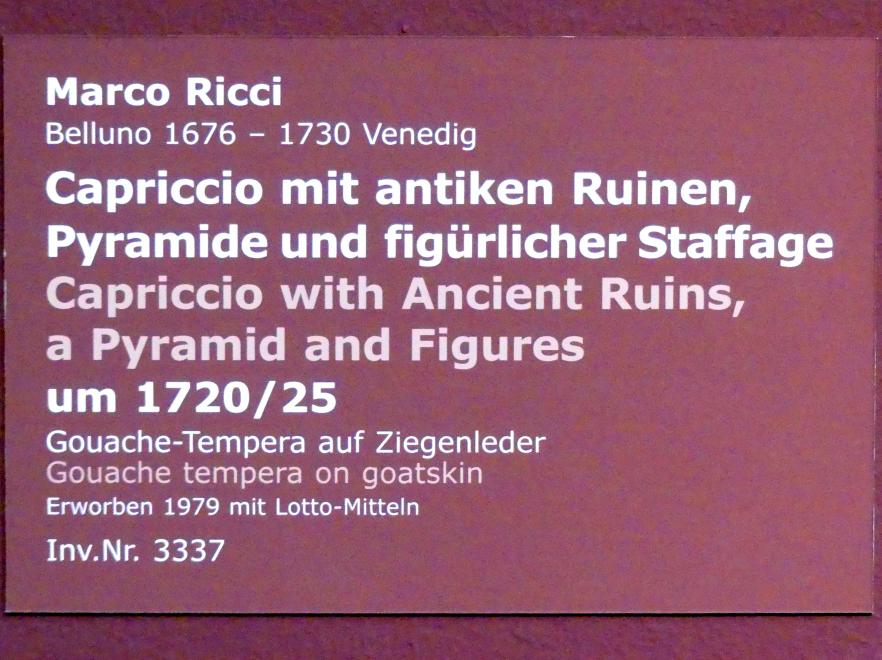 Marco Ricci
Belluno 1676 – 1730 Venedig
Capriccio mit antiken Ruinen,
Pyramide und figürlicher Staffage
Capriccio with Ancient Ruins,
a Pyramid and Figures
um 1720/25
Gouache-Tempera auf Ziegenleder
Gouache tempera on goatskin
Erworben 1979 mit Lotto-Mitteln
Inv.Nr. 3337